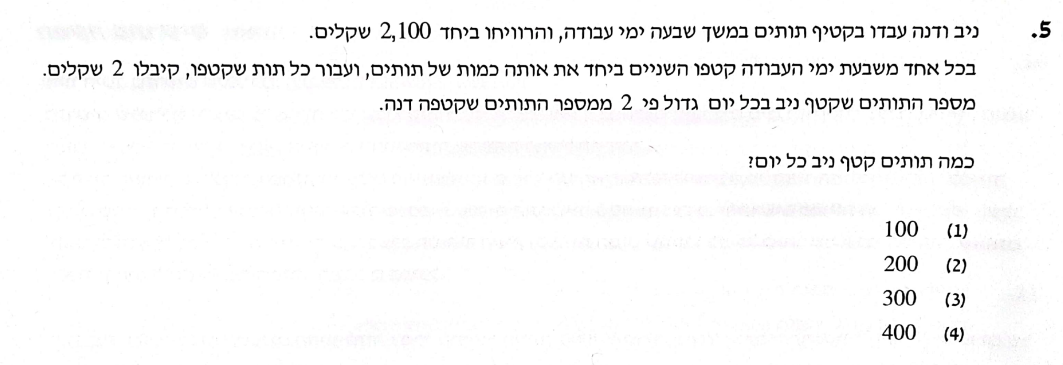 5. ניב ודנה עבדו בקטיף תותים במשך שבעה ימי עבודה, והרוויחו ביחד 2,100 שקלים.
בכל אחד משבעת ימי העבודה קטפו השניים ביחד את אותה כמות של תותים, ועבור כל תות שקטפו, קיבלו 2 שקלים.
מספר התותים שקטף ניב בכל יום גדול פי 2 ממספר התותים שקטפה דנה.
כמה תותים קטף ניב כל יום?
(1) 100
(2) 200
(3) 300
(4) 400